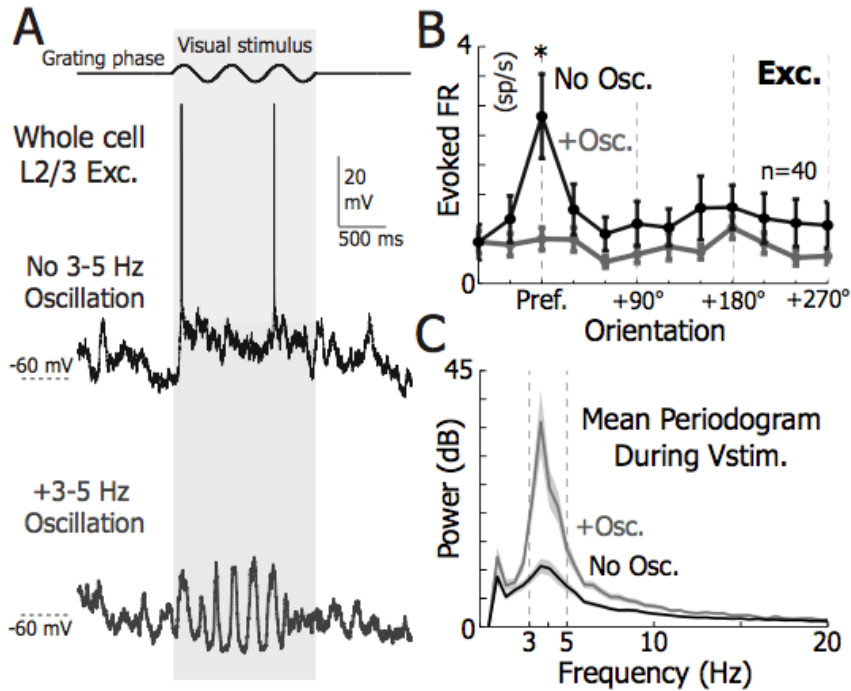 A
Visual stimulus
Grating phase
Whole cell
L2/3 Exc.
20
mV
500 ms
No 3-5 Hz
Oscillation
-60 mV
+3-5 Hz
Oscillation
-60 mV
B
4
*
(sp/s)
No Osc.
Exc.
+Osc.
Evoked FR
n=40
0
Pref.
+90°
+180°
+270°
Orientation
C
45
Mean Periodogram
During Vstim.
Power (dB)
+Osc.
No Osc.
0
3
5
10
20
Frequency (Hz)